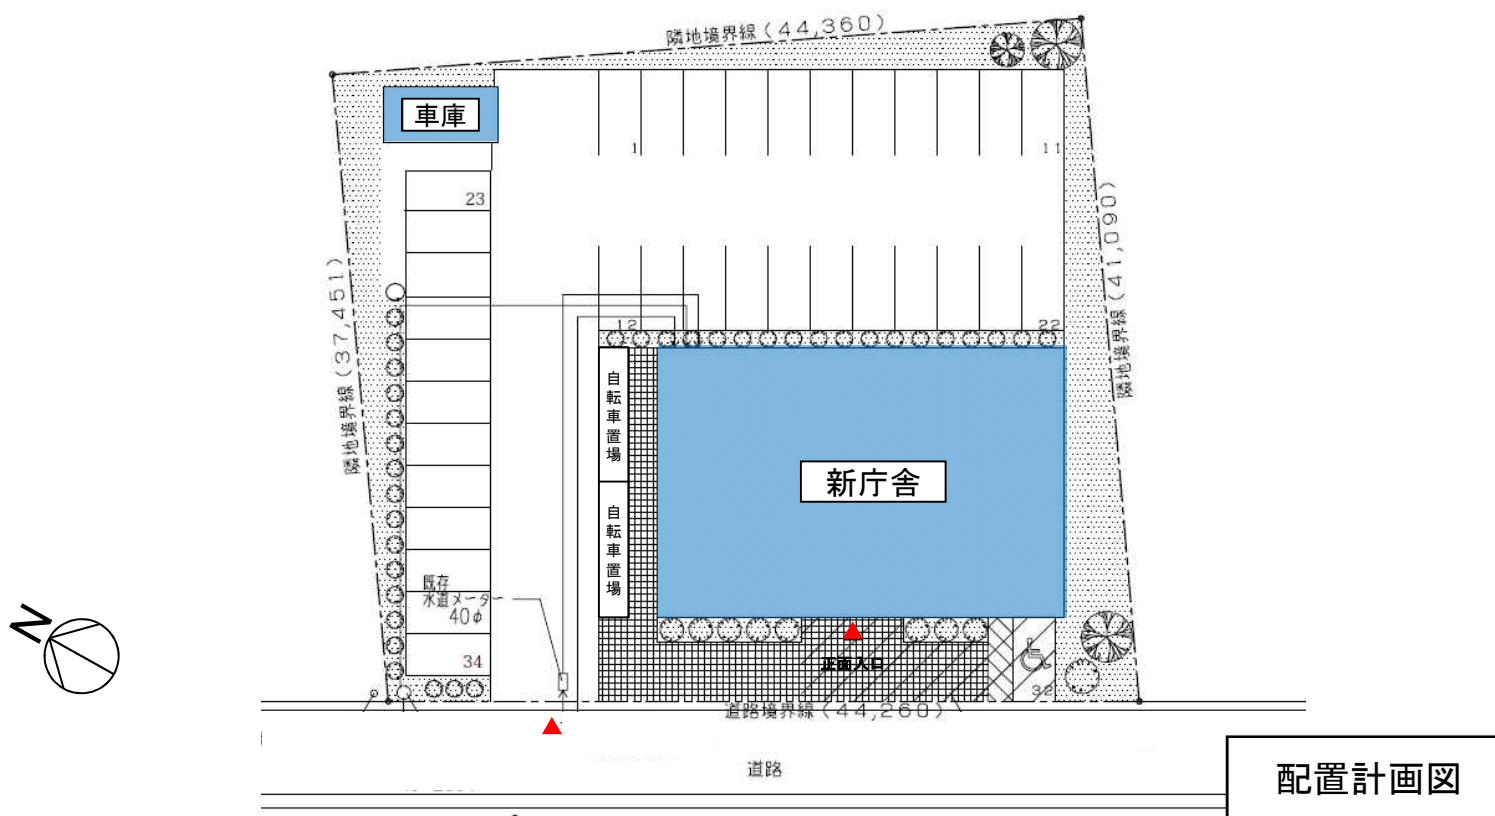 隣地境界線(44,360)
車庫
1
11
23
隣地境界線(37,451)
隣地境界線(41,090)
12
22
自転車置場
自転車置場
新庁舎
既存
水道メーター
40φ
34
正面入口
32
道路境界線(44,260)
道路
N
配置計画図